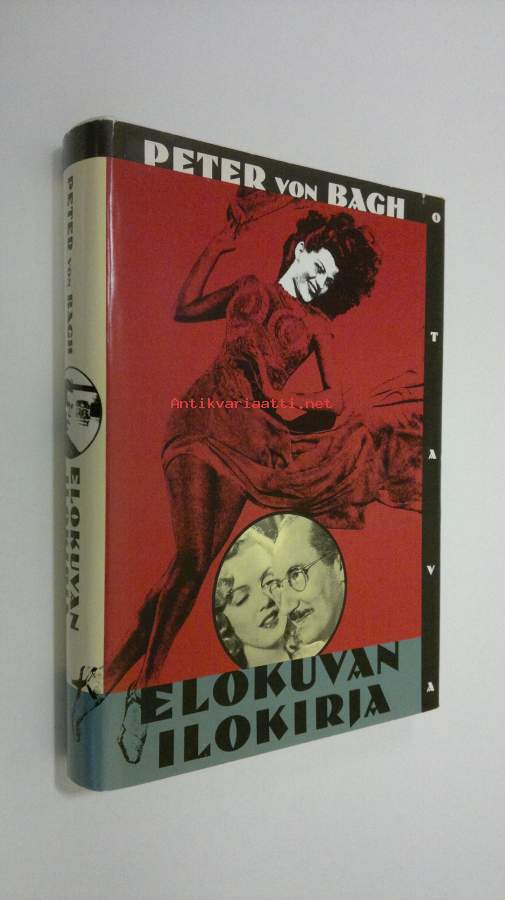 PETER VON BAGH
OTAVA
Antikvariaatti.net
ELOKUVAN
ILOKIRJA
PETER VON BAGH
ELOKUVAN
ILOKIRJA